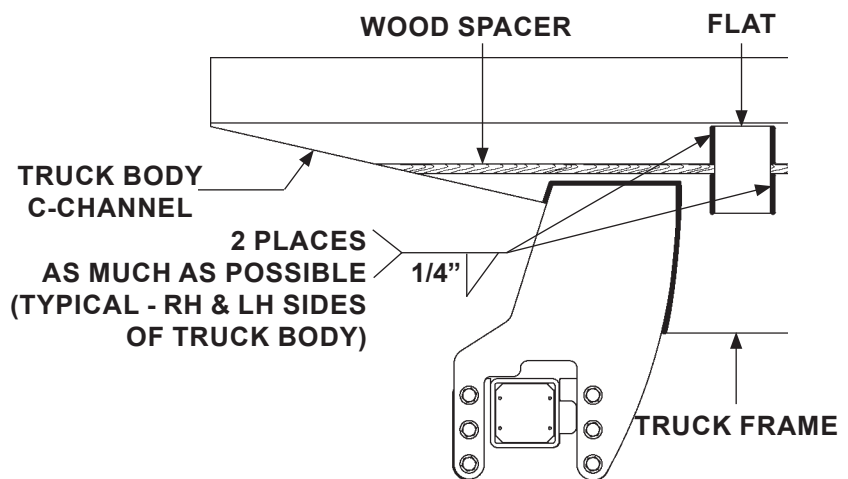 WOOD SPACER
FLAT
TRUCK BODY
C-CHANNEL
2 PLACES
AS MUCH AS POSSIBLE
(TYPICAL - RH & LH SIDES
OF TRUCK BODY)
1/4”
TRUCK FRAME